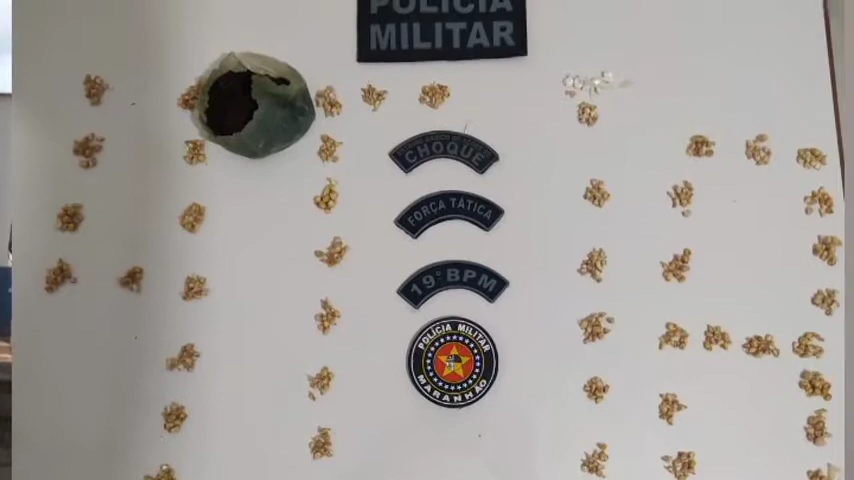 POLÍCIA
MILITAR
CHOQUE
FORÇA TÁTICA
19° BPM
POLÍCIA MILITAR
MARANHÃO